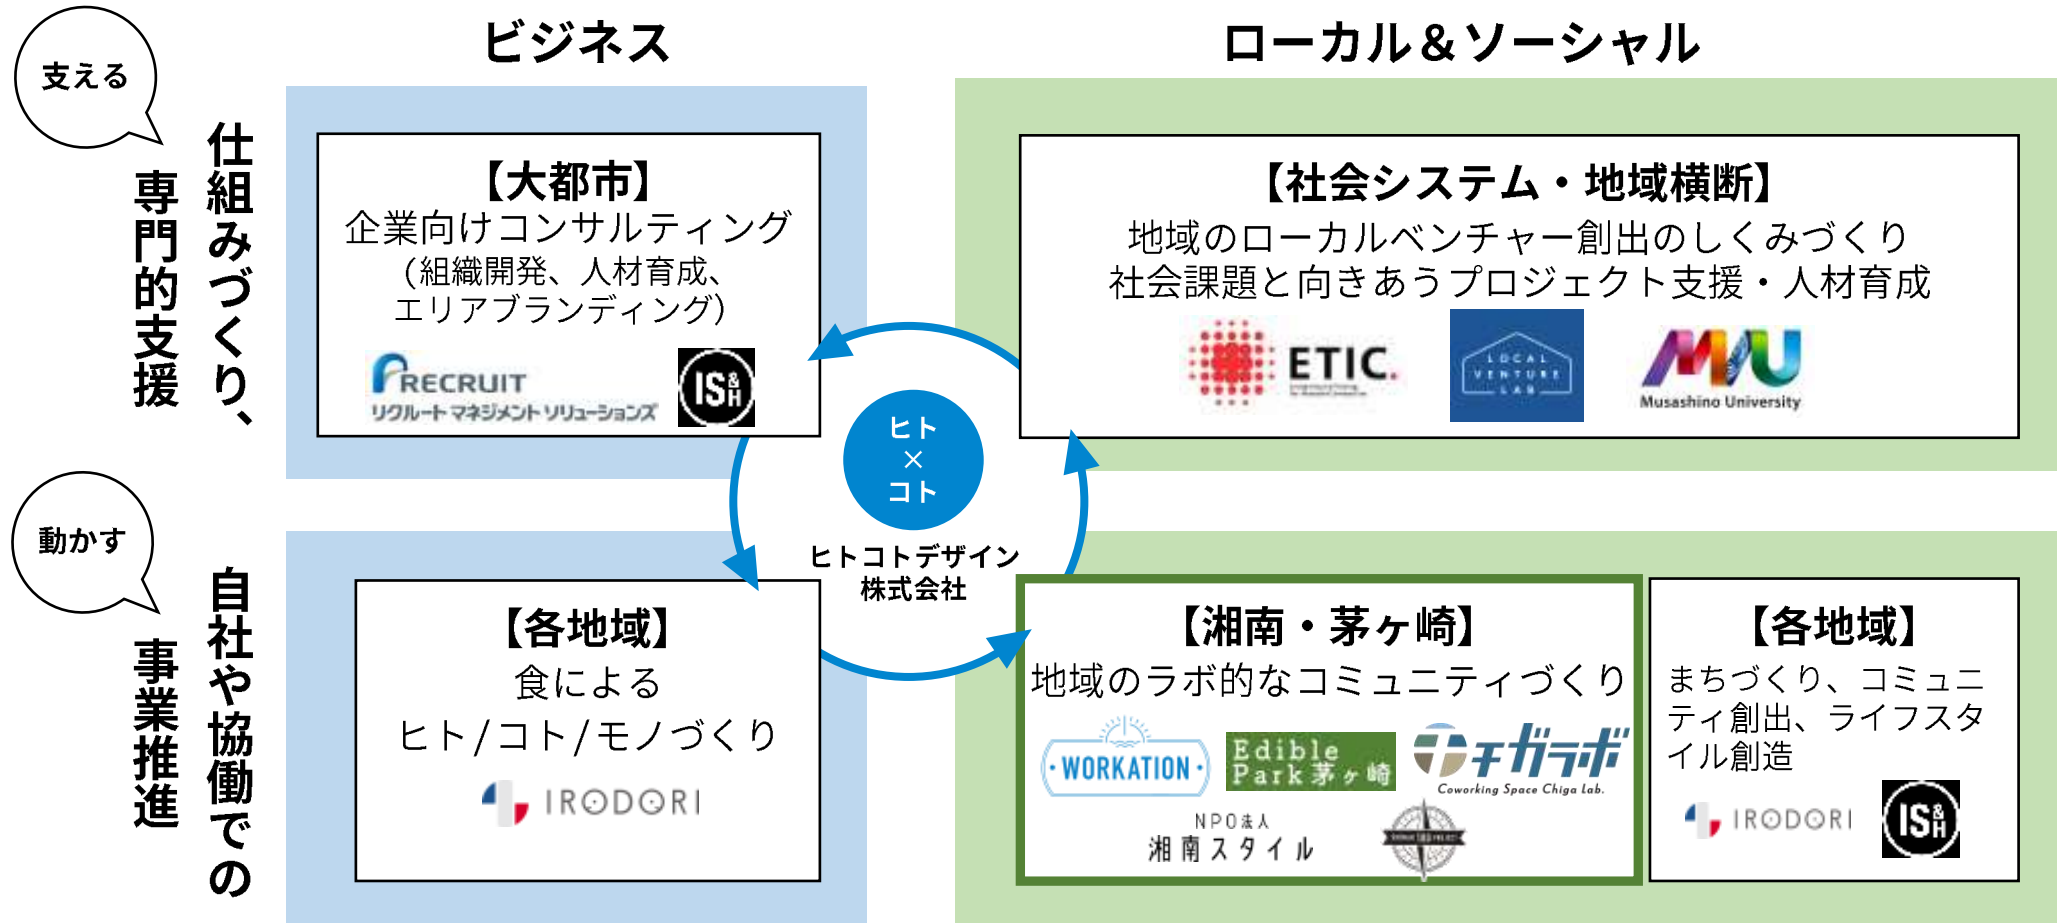 ビジネス
ローカル＆ソーシャル
支える
仕組みづくり、
専門的支援
【大都市】
企業向けコンサルティング
(組織開発、人材育成、
エリアブランディング)
RECRUIT
リクルート マネジメント ソリューションズ
IS&H
【社会システム・地域横断】
地域のローカルベンチャー創出のしくみづくり
社会課題と向きあうプロジェクト支援・人材育成
ETIC.
LOCAL
VENTURE
LAB
MU
Musashino University
ヒト
×
コト
ヒトコトデザイン
株式会社
動かす
自社や協働での
事業推進
【各地域】
食による
ヒト/コト/モノづくり
IRODORI
【湘南・茅ヶ崎】
地域のラボ的なコミュニティづくり
・WORKATION・
Edible
Park茅ヶ崎
チガラボ
Coworking Space Chiga Lab.
NPO法人
湘南スタイル
【各地域】
まちづくり、コミュニ
ティ創出、ライフスタ
イル創造
IRODORI
IS&H